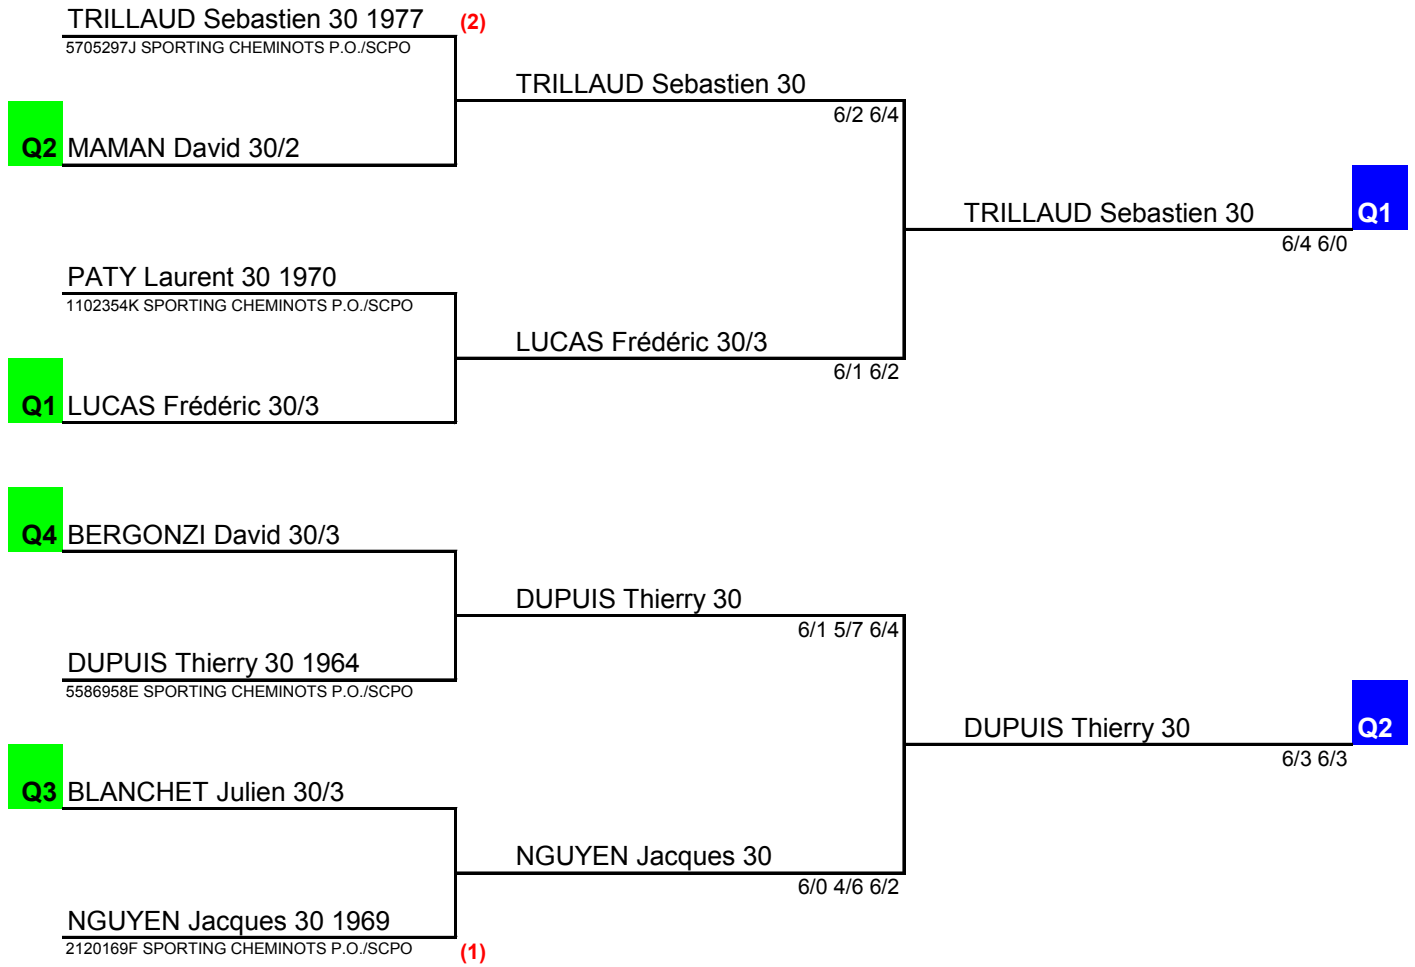 TRILLAUD Sebastien 30 1977
(2)
5705297J SPORTING CHEMINOTS P.O./SCPO
TRILLAUD Sebastien 30
6/2 6/4
Q2 MAMAN David 30/2
TRILLAUD Sebastien 30
Q1
6/4 6/0
PATY Laurent 30 1970
1102354K SPORTING CHEMINOTS P.O./SCPO
LUCAS Frédéric 30/3
6/1 6/2
Q1 LUCAS Frédéric 30/3
Q4 BERGONZI David 30/3
DUPUIS Thierry 30
6/1 5/7 6/4
DUPUIS Thierry 30 1964
5586958E SPORTING CHEMINOTS P.O./SCPO
DUPUIS Thierry 30
Q2
6/3 6/3
Q3 BLANCHET Julien 30/3
NGUYEN Jacques 30
6/0 4/6 6/2
NGUYEN Jacques 30 1969
2120169F SPORTING CHEMINOTS P.O./SCPO
(1)